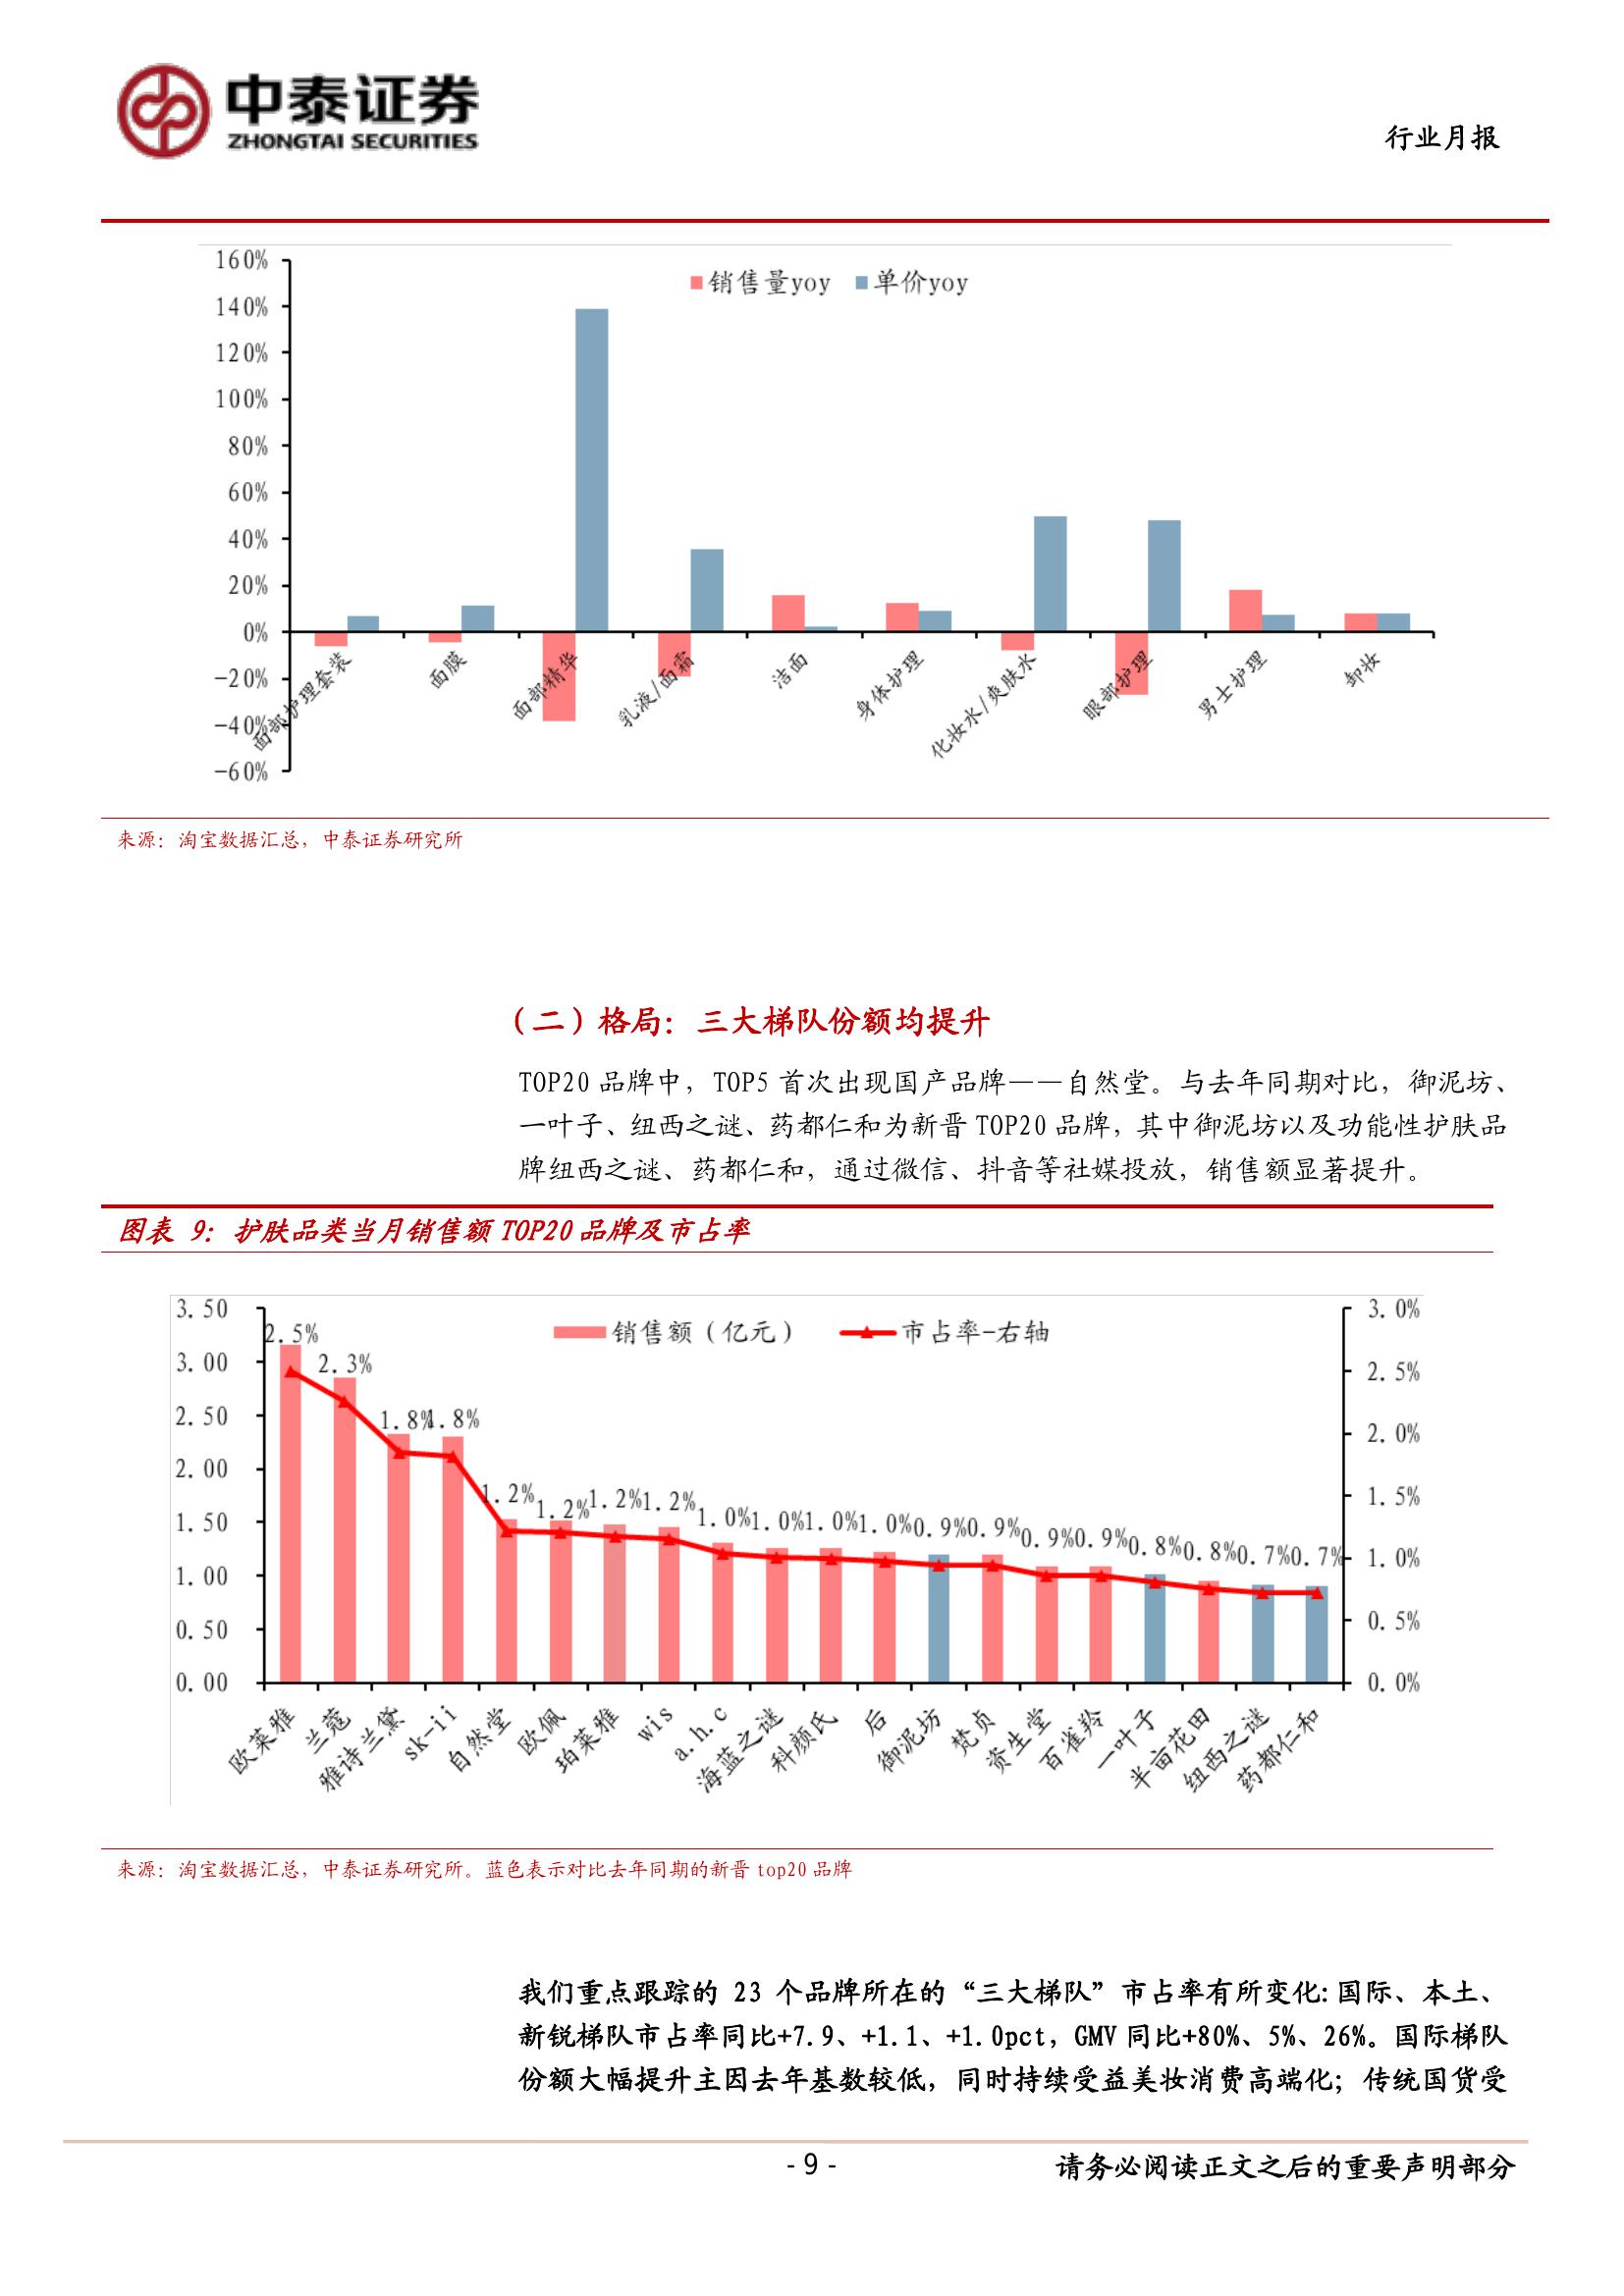 中泰证券
ZHONGTAI SECURITIES
行业月报
销售量yoy 单价yoy
160%
140%
120%
100%
80%
60%
40%
20%
0%
-20%
-40%
-60%
面部护理套装 面膜 面部精华 乳液/面霜 洁面 身体护理 化妆水/爽肤水 眼部护理 男士护理 卸妆
来源：淘宝数据汇总，中泰证券研究所
（二）格局：三大梯队份额均提升
TOP20 品牌中，TOP5 首次出现国产品牌——自然堂。与去年同期对比，御泥坊、
一叶子、纽西之谜、药都仁和为新晋 TOP20 品牌，其中御泥坊以及功能性护肤品
牌纽西之谜、药都仁和，通过微信、抖音等社媒投放，销售额显著提升。
图表 9：护肤品类当月销售额 TOP20 品牌及市占率
销售额（亿元） 市占率-右轴
3.50
3.00
2.50
2.00
1.50
1.00
0.50
0.00
2.5% 2.3% 1.8% 1.8% 1.2% 1.2% 1.2% 1.2% 1.0% 1.0% 1.0% 1.0% 0.9% 0.9% 0.9% 0.9% 0.8% 0.8% 0.7% 0.7%
3.0%
2.5%
2.0%
1.5%
1.0%
0.5%
0.0%
欧莱雅 兰蔻 雅诗兰黛 sk-ii 自然堂 欧佩 珀莱雅 wis a.h.c 海蓝之谜 科颜氏 后 御泥坊 梵贞 资生堂 百雀羚 一叶子 半亩花田 纽西之谜 药都仁和
来源：淘宝数据汇总，中泰证券研究所。蓝色表示对比去年同期的新晋 top20 品牌
我们重点跟踪的 23 个品牌所在的“三大梯队”市占率有所变化：国际、本土、
新锐梯队市占率同比+7.9、+1.1、+1.0pct，GMV 同比+80%、5%、26%。国际梯队
份额大幅提升主因去年基数较低，同时持续受益美妆消费高端化；传统国货受
- 9 -
请务必阅读正文之后的重要声明部分